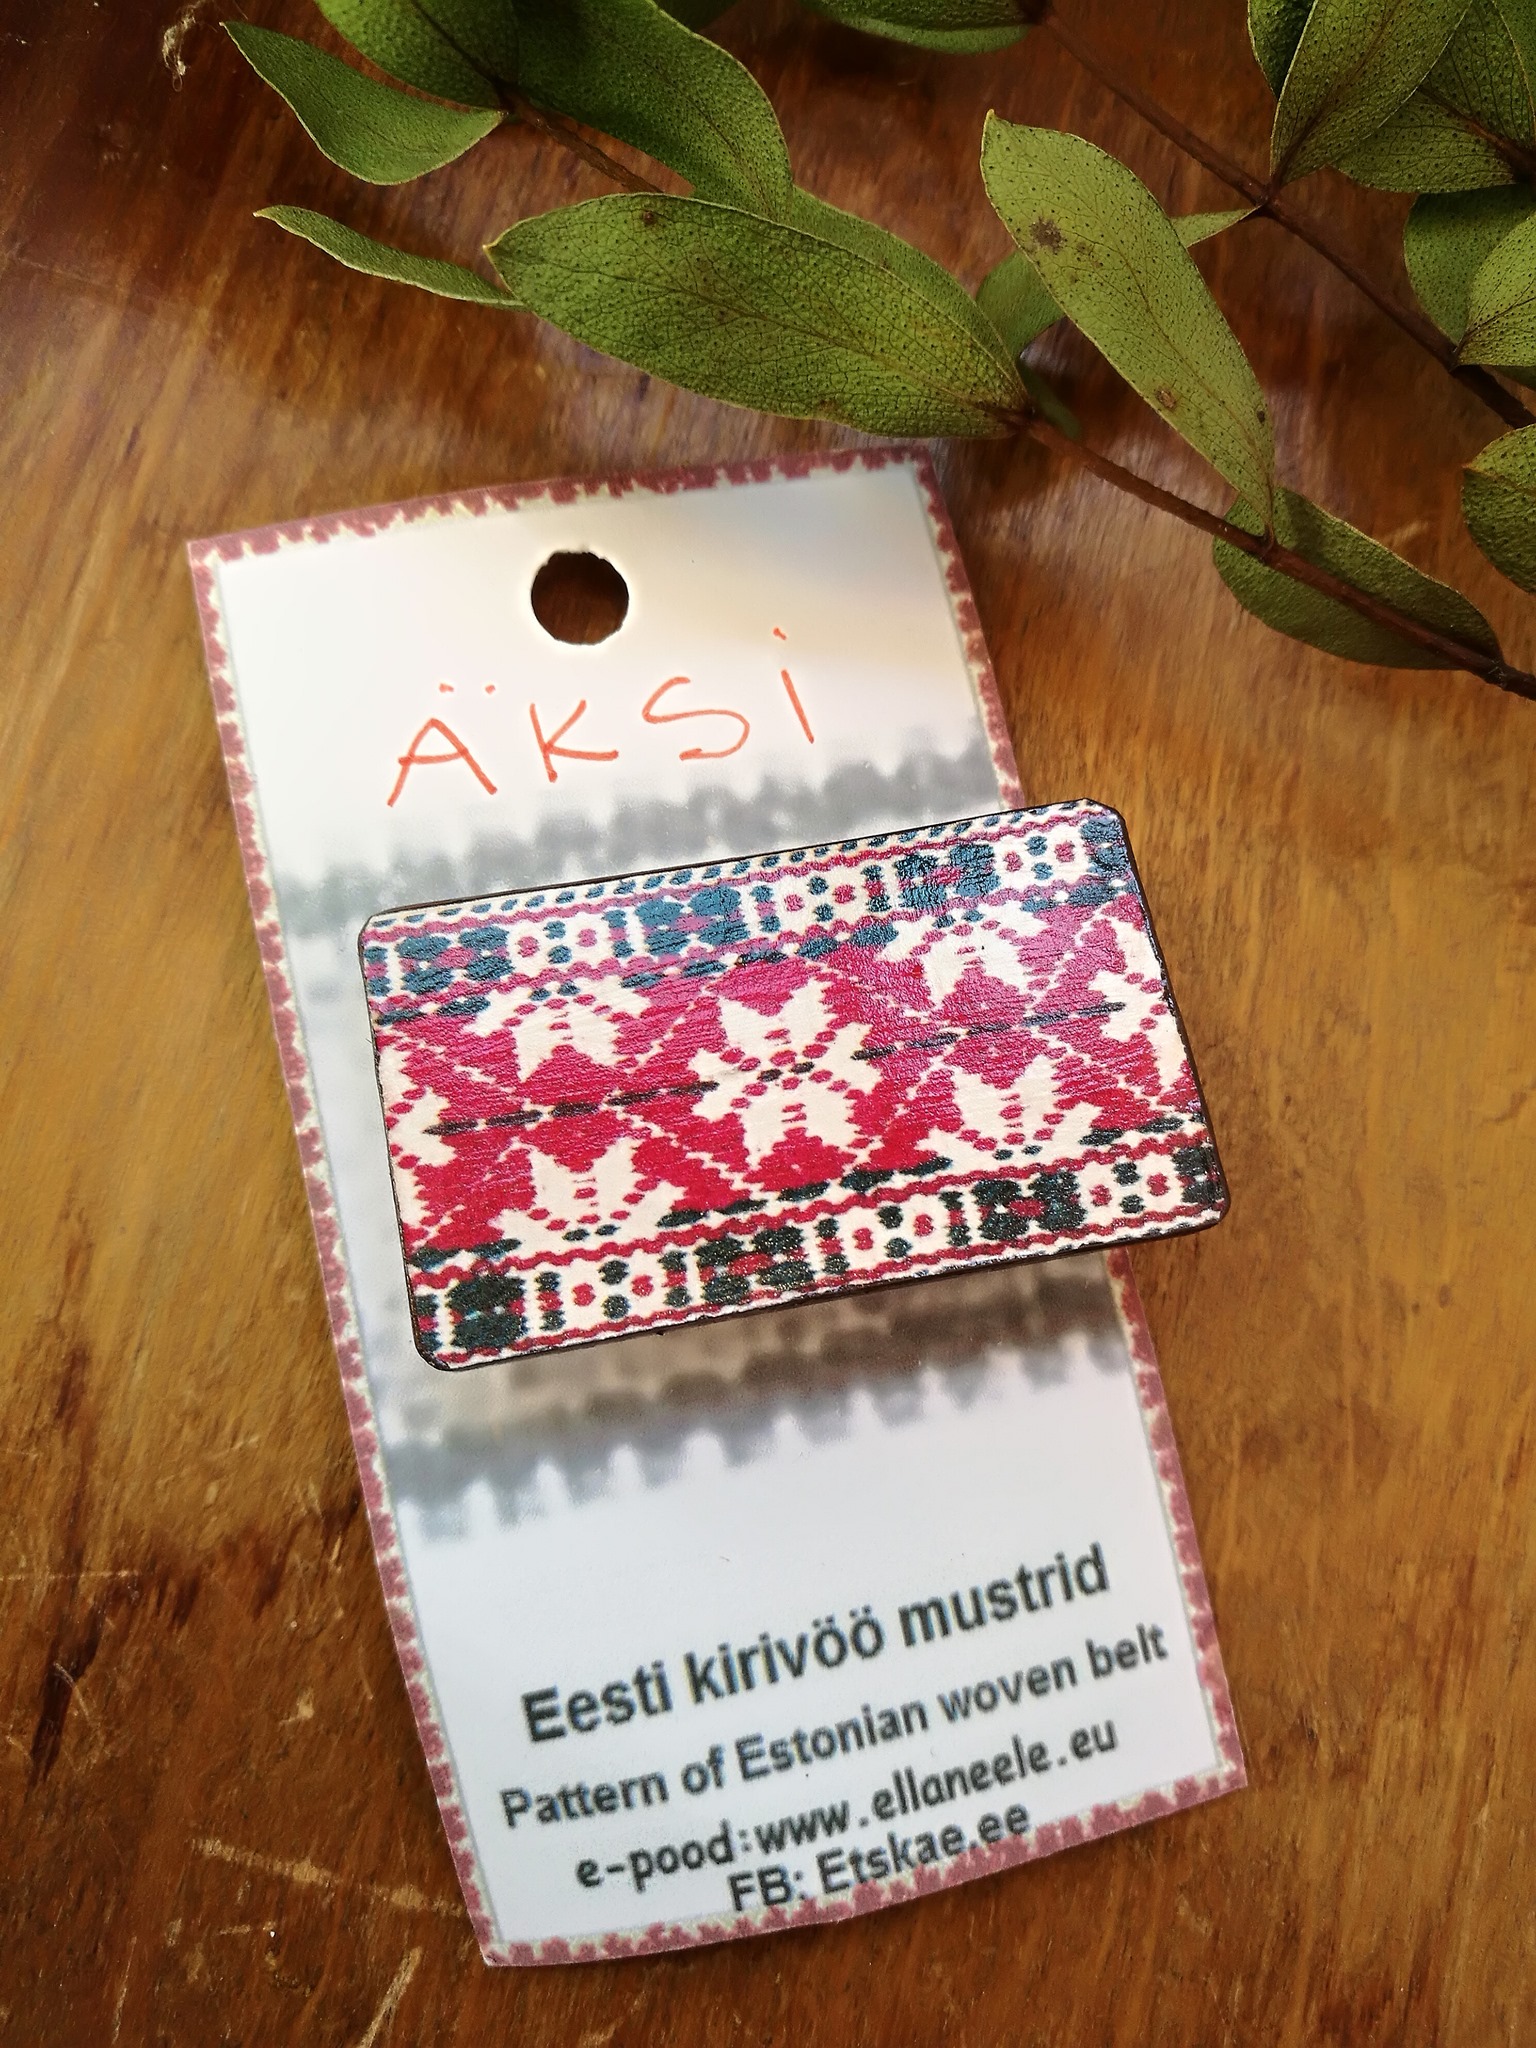 ÄKSi
Eesti kirivöö mustrid
Pattern of Estonian woven belt
e-pood:www.ellaneele.eu
FB: Etskae.ee